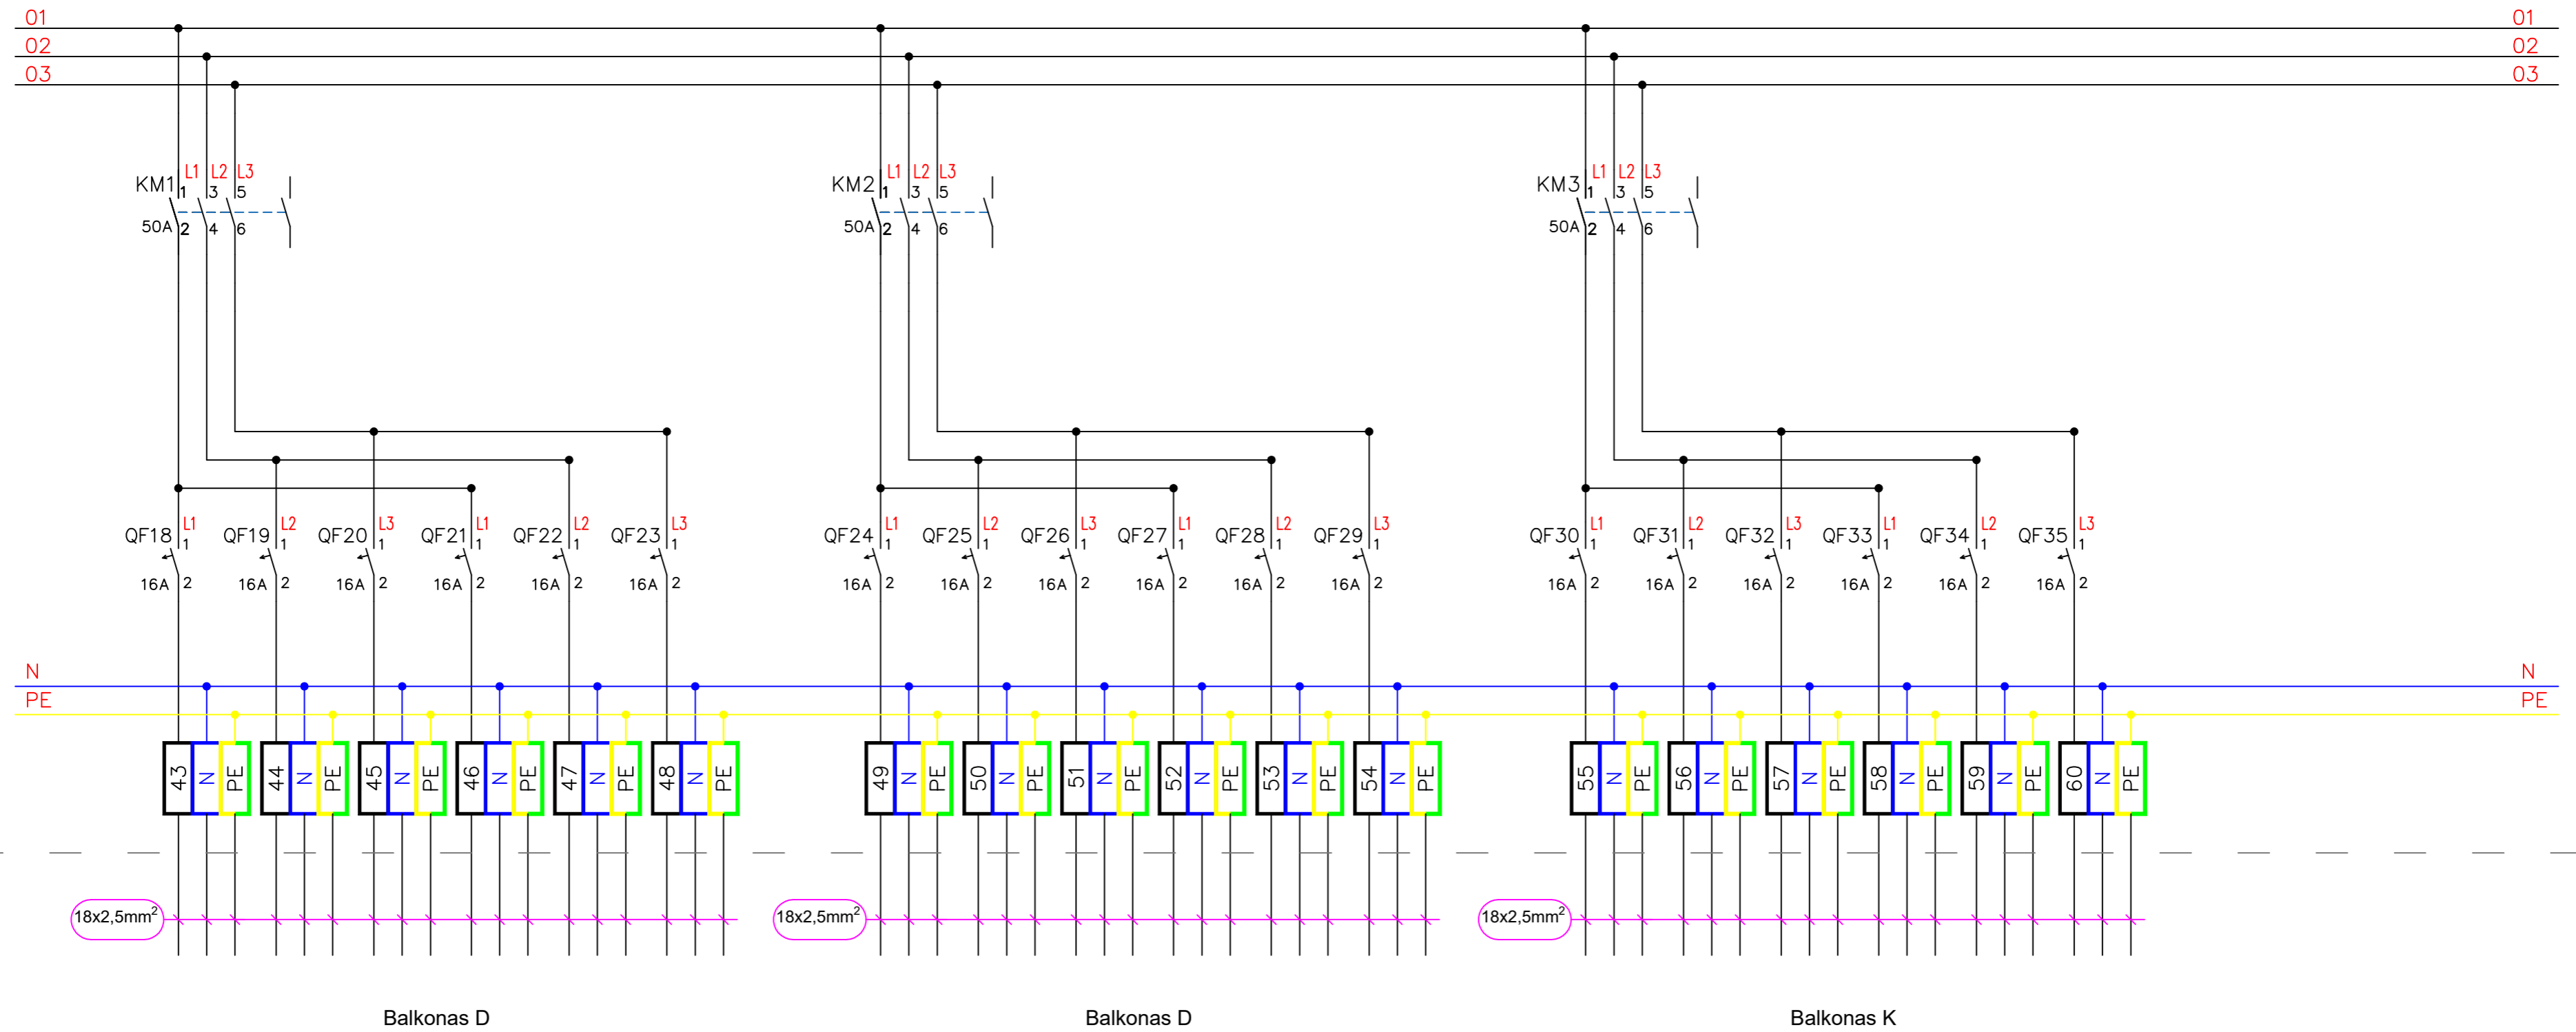 01 01
02 02
03 03
L1 L2 L3 L1 L2 L3 L1 L2 L3
KM1 1 3 5 KM2 1 3 5 KM3 1 3 5
50A 2 4 6 50A 2 4 6 50A 2 4 6
L1 L2 L3 L1 L2 L3 L1 L2 L3 L1 L2 L3 L1 L2 L3 L1 L2 L3
QF18 1 QF19 1 QF20 1 QF21 1 QF22 1 QF23 1 QF24 1 QF25 1 QF26 1 QF27 1 QF28 1 QF29 1 QF30 1 QF31 1 QF32 1 QF33 1 QF34 1 QF35 1
16A 2 16A 2 16A 2 16A 2 16A 2 16A 2 16A 2 16A 2 16A 2 16A 2 16A 2 16A 2 16A 2 16A 2 16A 2 16A 2 16A 2 16A 2
N N
PE PE
43 N PE 44 N PE 45 N PE 46 N PE 47 N PE 48 N PE 49 N PE 50 N PE 51 N PE 52 N PE 53 N PE 54 N PE 55 N PE 56 N PE 57 N PE 58 N PE 59 N PE 60 N PE
18x2,5mm² 18x2,5mm² 18x2,5mm²
Balkonas D Balkonas D Balkonas K